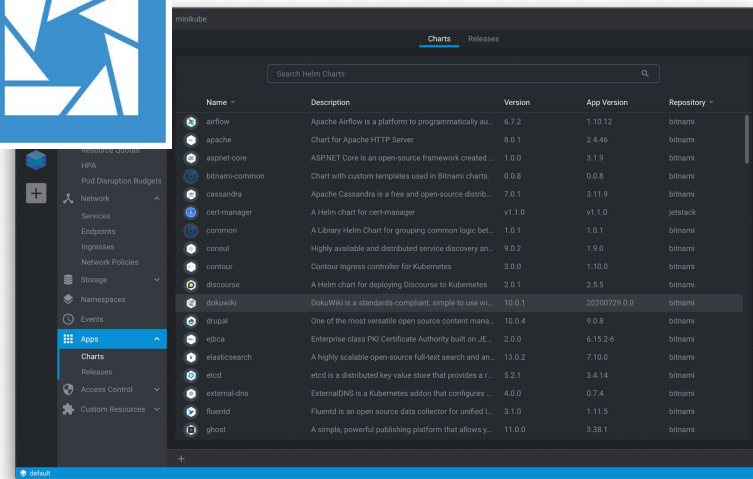 minikube
Charts Releases
Search Helm Charts
Name Description Version App Version Repository
airflow Apache Airflow is a platform to programmatically au... 6.7.2 1.10.12 bitnami
apache Chart for Apache HTTP Server 8.0.1 2.4.46 bitnami
aspnet-core ASP.NET Core is an open-source framework created ... 1.0.0 3.1.9 bitnami
bitnami-common Chart with custom templates used in Bitnami charts. 0.0.8 0.0.8 bitnami
cassandra Apache Cassandra is a free and open-source distrib... 7.0.1 3.11.9 bitnami
cert-manager A Helm chart for cert-manager v1.1.0 v1.1.0 jetstack
common A Library Helm Chart for grouping common logic bet... 1.0.1 1.0.1 bitnami
consul Highly available and distributed service discovery an... 9.0.2 1.9.0 bitnami
contour Contour Ingress controller for Kubernetes 3.0.0 1.10.0 bitnami
discourse A Helm chart for deploying Discourse to Kubernetes 2.0.1 2.5.5 bitnami
dokuwiki DokuWiki is a standards-compliant, simple to use wi... 10.0.1 20200729.0.0 bitnami
drupal One of the most versatile open source content mana... 10.0.4 9.0.8 bitnami
ejbca Enterprise class PKI Certificate Authority built on JE... 2.0.0 6.15.2-6 bitnami
elasticsearch A highly scalable open-source full-text search and an... 13.0.2 7.10.0 bitnami
etcd etcd is a distributed key value store that provides a r... 5.2.1 3.4.14 bitnami
external-dns ExternalDNS is a Kubernetes addon that configures ... 4.0.0 0.7.4 bitnami
fluentd Fluentd is an open source data collector for unified l... 3.1.0 1.11.5 bitnami
ghost A simple, powerful publishing platform that allows y... 11.0.0 3.38.1 bitnami
Resource Quotas
HPA
Pod Disruption Budgets
Network
Services
Endpoints
Ingresses
Network Policies
Storage
Namespaces
Events
Apps
Charts
Releases
Access Control
Custom Resources
default